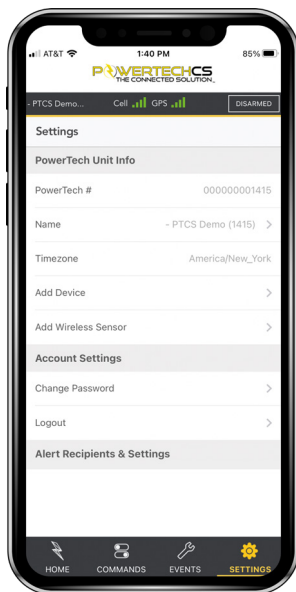 AT&T
1:40 PM
85%
POWERTECHCS
THE CONNECTED SOLUTION
- PTCS Demo...
Cell
GPS
DISARMED
Settings
PowerTech Unit Info
PowerTech #
000000001415
Name
- PTCS Demo (1415)
Timezone
America/New_York
Add Device
Add Wireless Sensor
Account Settings
Change Password
Logout
Alert Recipients & Settings
HOME
COMMANDS
EVENTS
SETTINGS